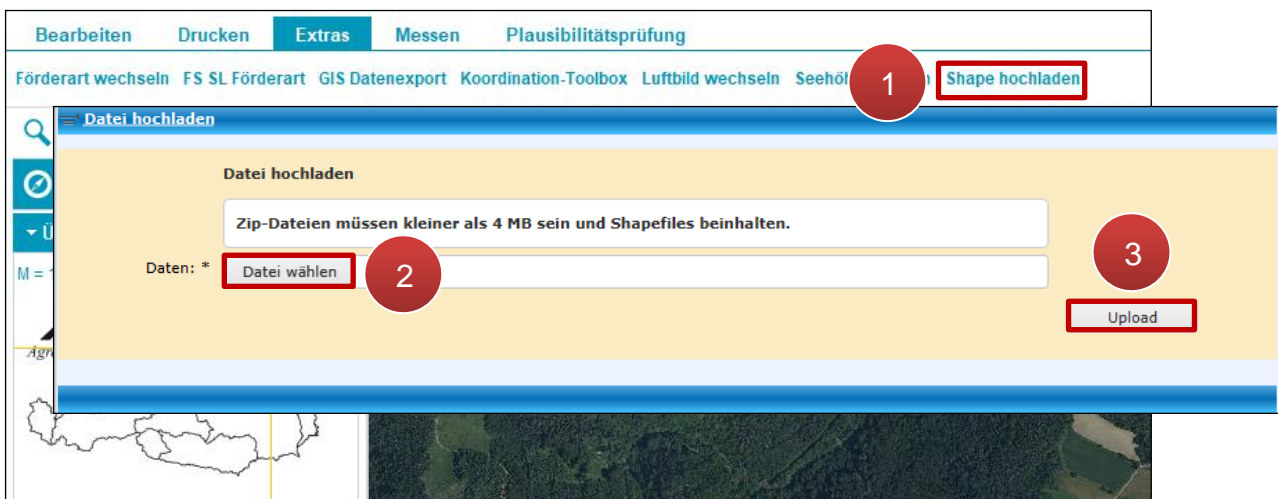 Bearbeiten Drucken Extras Messen Plausibilitätsprüfung
Förderart wechseln FS SL Förderart GIS Datenexport Koordination-Toolbox Luftbild wechseln 1 Shape hochladen
Datei hochladen
Datei hochladen
Zip-Dateien müssen kleiner als 4 MB sein und Shapefiles beinhalten.
Daten: * Datei wählen 2
3
Upload
M =